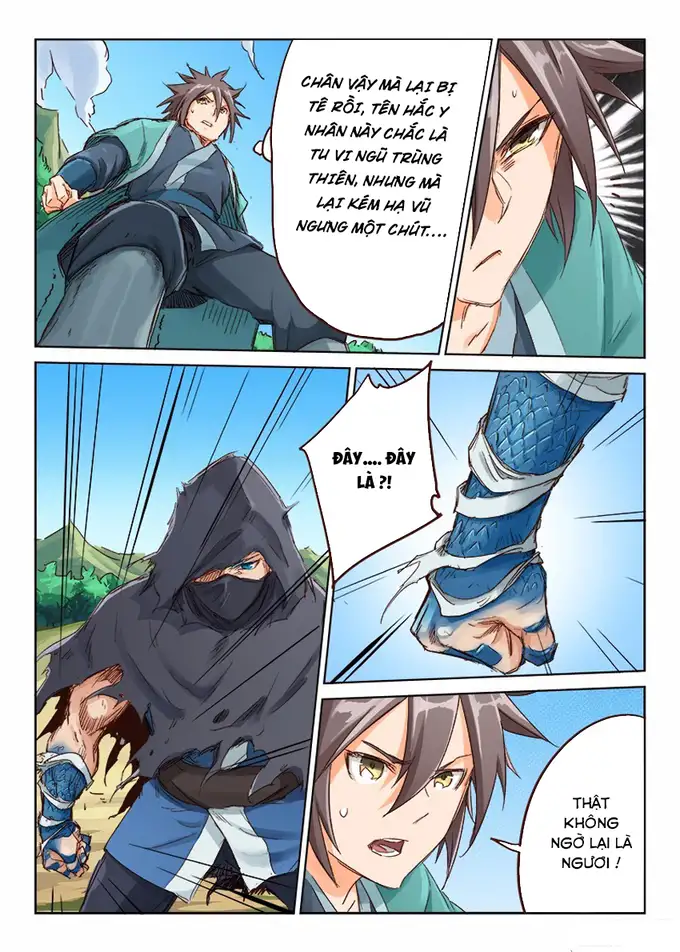 CHÂN VẬY MÀ LẠI BỊ
TÊ RỒI, TÊN HẮC Y
NHÂN NÀY CHẮC LÀ
TU VI NGŨ TRÙNG
THIÊN, NHƯNG MÀ
LẠI KÉM HẠ VŨ
NGƯNG MỘT CHÚT....
ĐÂY.... ĐÂY
LÀ ?!
THẬT
KHÔNG
NGỜ LẠI LÀ
NGƯƠI !